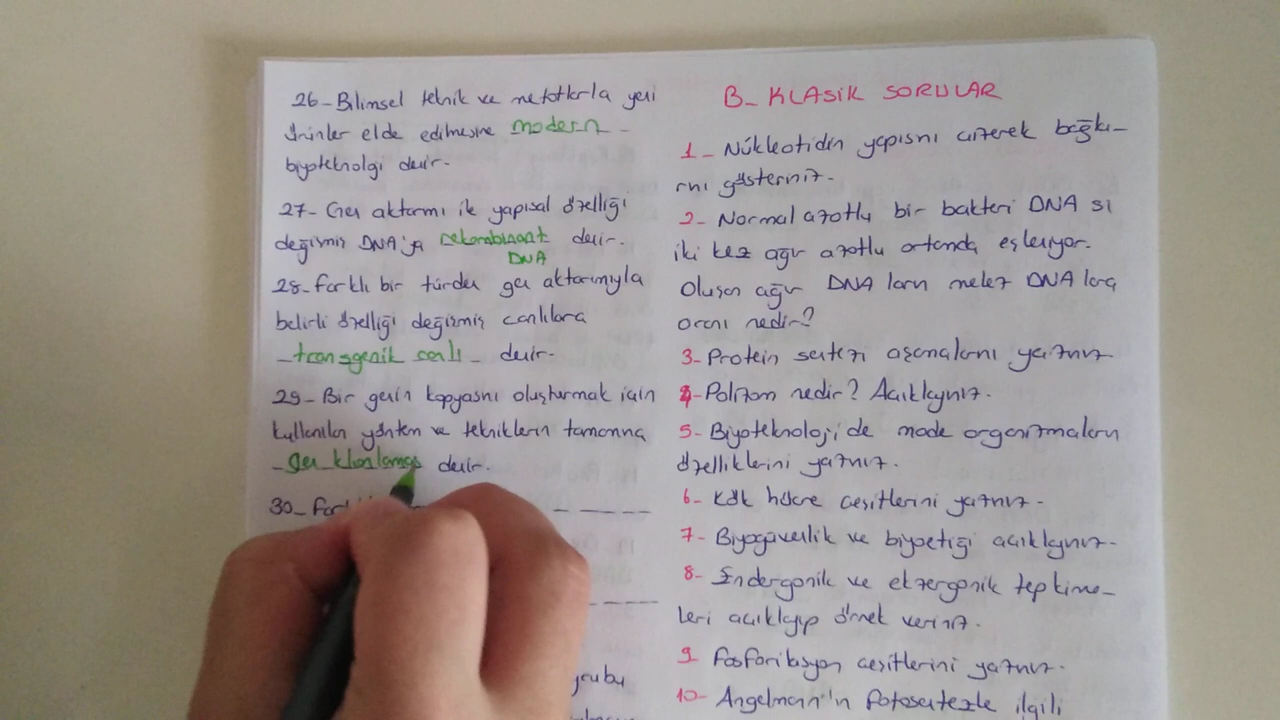 26- Bilimsel teknik ve metotlarla yeni
ürünler elde edilmesine modern
biyoteknoloji denir.
27- Gen aktarımı ile yapısal özelliği
değişmiş DNA'ya rekombinant denir.
DNA
28- Farklı bir türden gen aktarımıyla
belirli özelliği değişmiş canlılara
transgenik canlı denir.
29- Bir genin kopyasını oluşturmak için
kullanılan yöntem ve tekniklerin tamamına
gen klonlaması denir.
30-
B- KLASİK SORULAR
1- Nükleotidin yapısını çizerek bağla-
rını gösteriniz.
2- Normal azotlu bir bakteri DNA sı
iki kez ağır azotlu ortamda eşleniyor.
Oluşan ağır DNA ların melez DNA lara
oranı nedir?
3- Protein sentezi aşamalarını yazınız
4- Polizom nedir? Açıklayınız.
5- Biyoteknoloji de model organizmaların
özelliklerini yazınız.
6- Kök hücre çeşitlerini yazınız.
7- Biyogüvenlik ve biyoetiği açıklayınız.
8- Endergonik ve ekzergonik tepkime-
leri açıklayıp örnek veriniz.
9- Fosforilasyon çeşitlerini yazınız.
10- Angelmann'ın fotosentezle ilgili